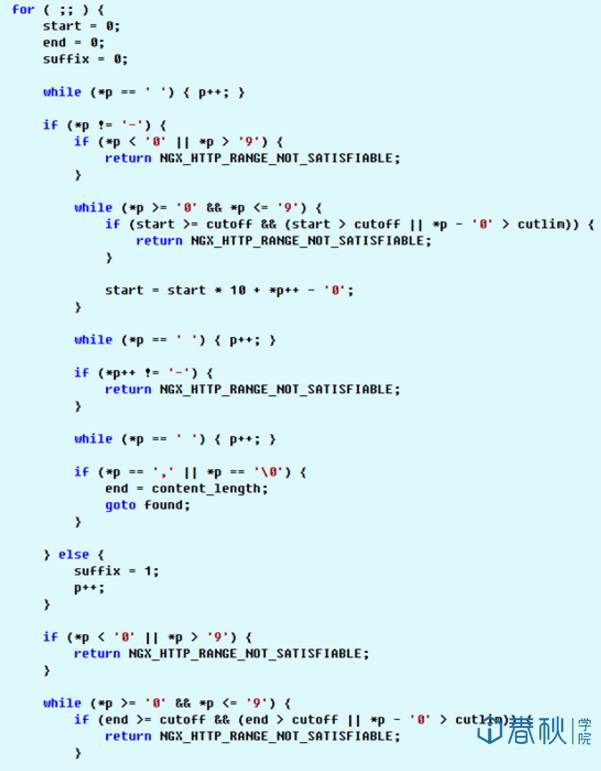 for ( ;; ) {
start = 0;
end = 0;
suffix = 0;
while (*p == ' ') { p++; }
if (*p != '-') {
if (*p < '0' || *p > '9') {
return NGX_HTTP_RANGE_NOT_SATISFIABLE;
}
while (*p >= '0' && *p <= '9') {
if (start >= cutoff && (start > cutoff || *p - '0' > cutlim)) {
return NGX_HTTP_RANGE_NOT_SATISFIABLE;
}
start = start * 10 + *p++ - '0';
}
while (*p == ' ') { p++; }
if (*p++ != '-') {
return NGX_HTTP_RANGE_NOT_SATISFIABLE;
}
while (*p == ' ') { p++; }
if (*p == ',' || *p == '\0') {
end = content_length;
goto found;
}
} else {
suffix = 1;
p++;
}
if (*p < '0' || *p > '9') {
return NGX_HTTP_RANGE_NOT_SATISFIABLE;
}
while (*p >= '0' && *p <= '9') {
if (end >= cutoff && (end > cutoff || *p - '0' > cutlim)) {
return NGX_HTTP_RANGE_NOT_SATISFIABLE;
}
春秋学院